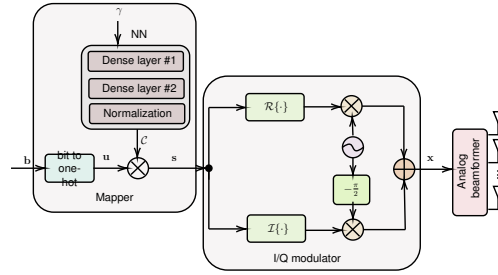 γ
NN
Dense layer #1
Dense layer #2
Normalization
𝒞
b
bit to
one-
hot
u
s
Mapper
ℛ{·}
−π/2
ℐ{·}
I/Q modulator
x
Analog
beamformer
...